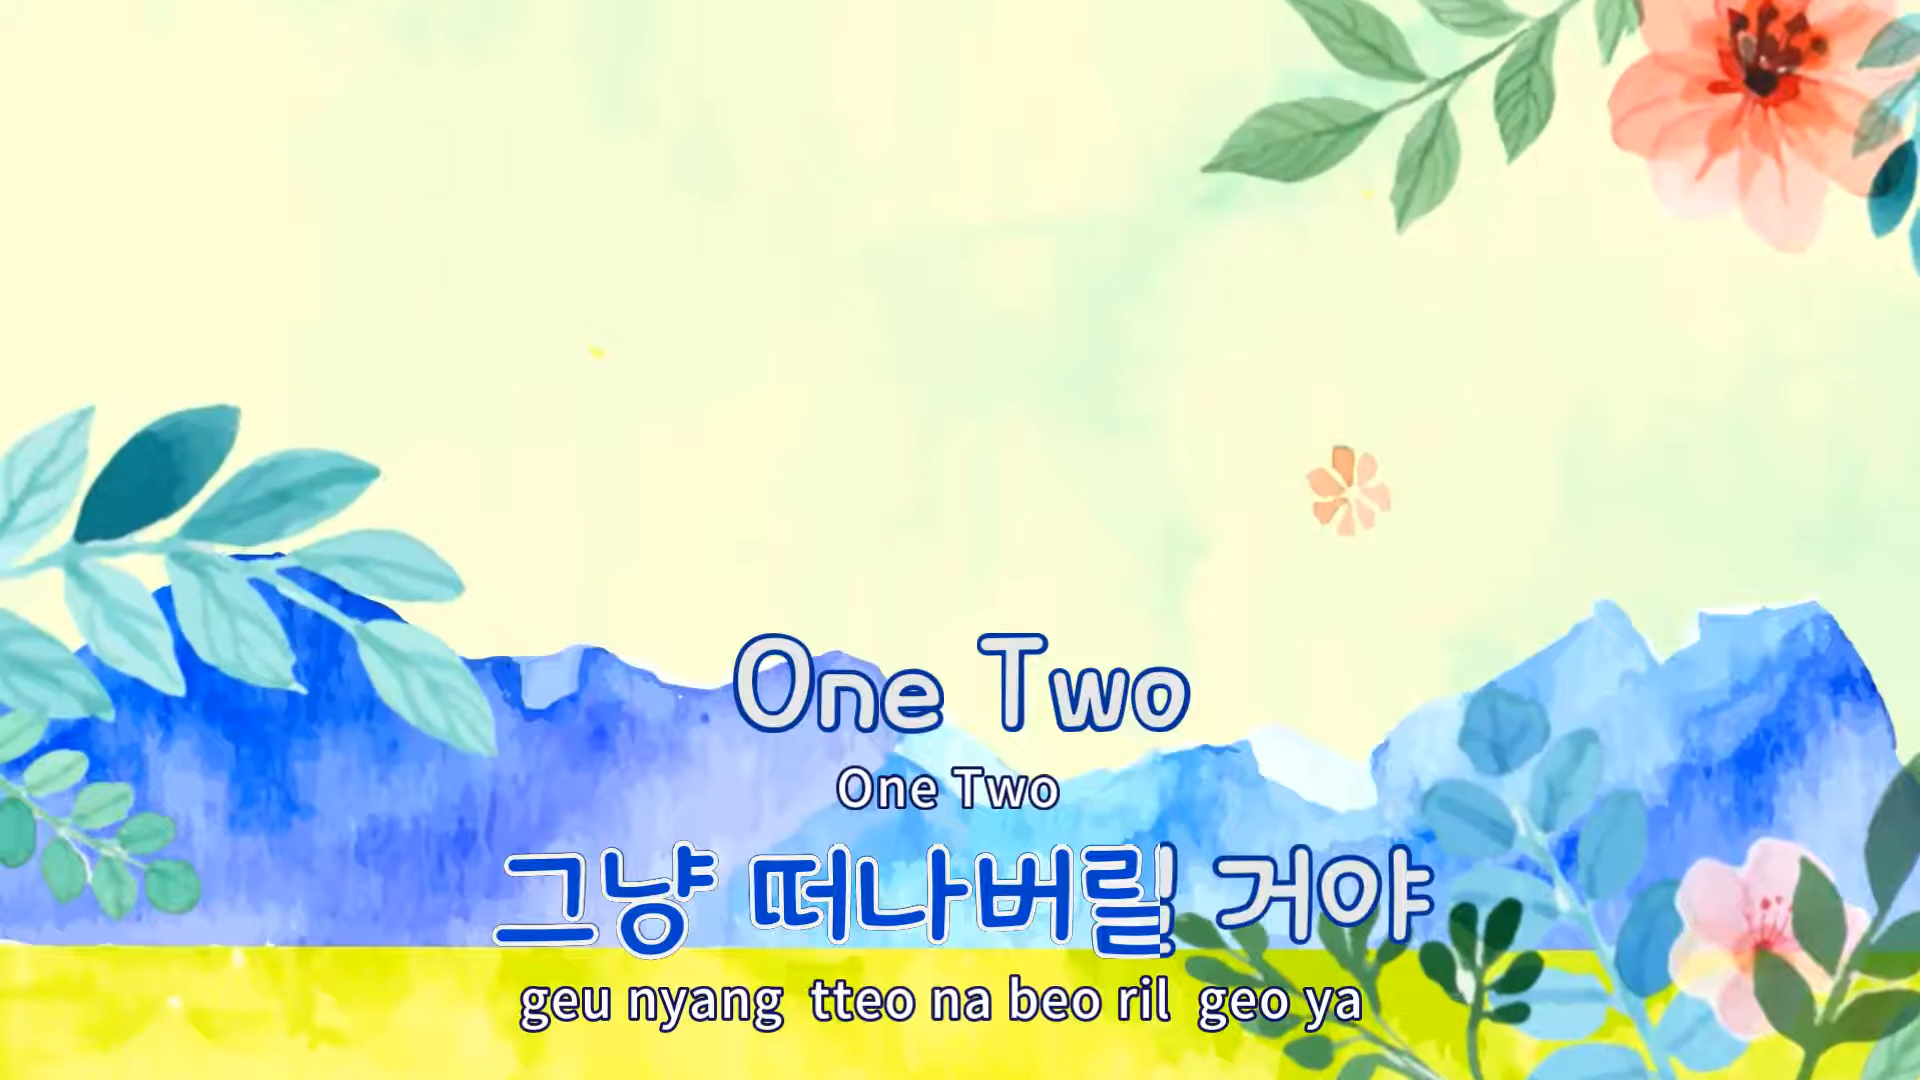 One Two
One Two
그냥 떠나버릴 거야
geu nyang tteo na beo ril geo ya